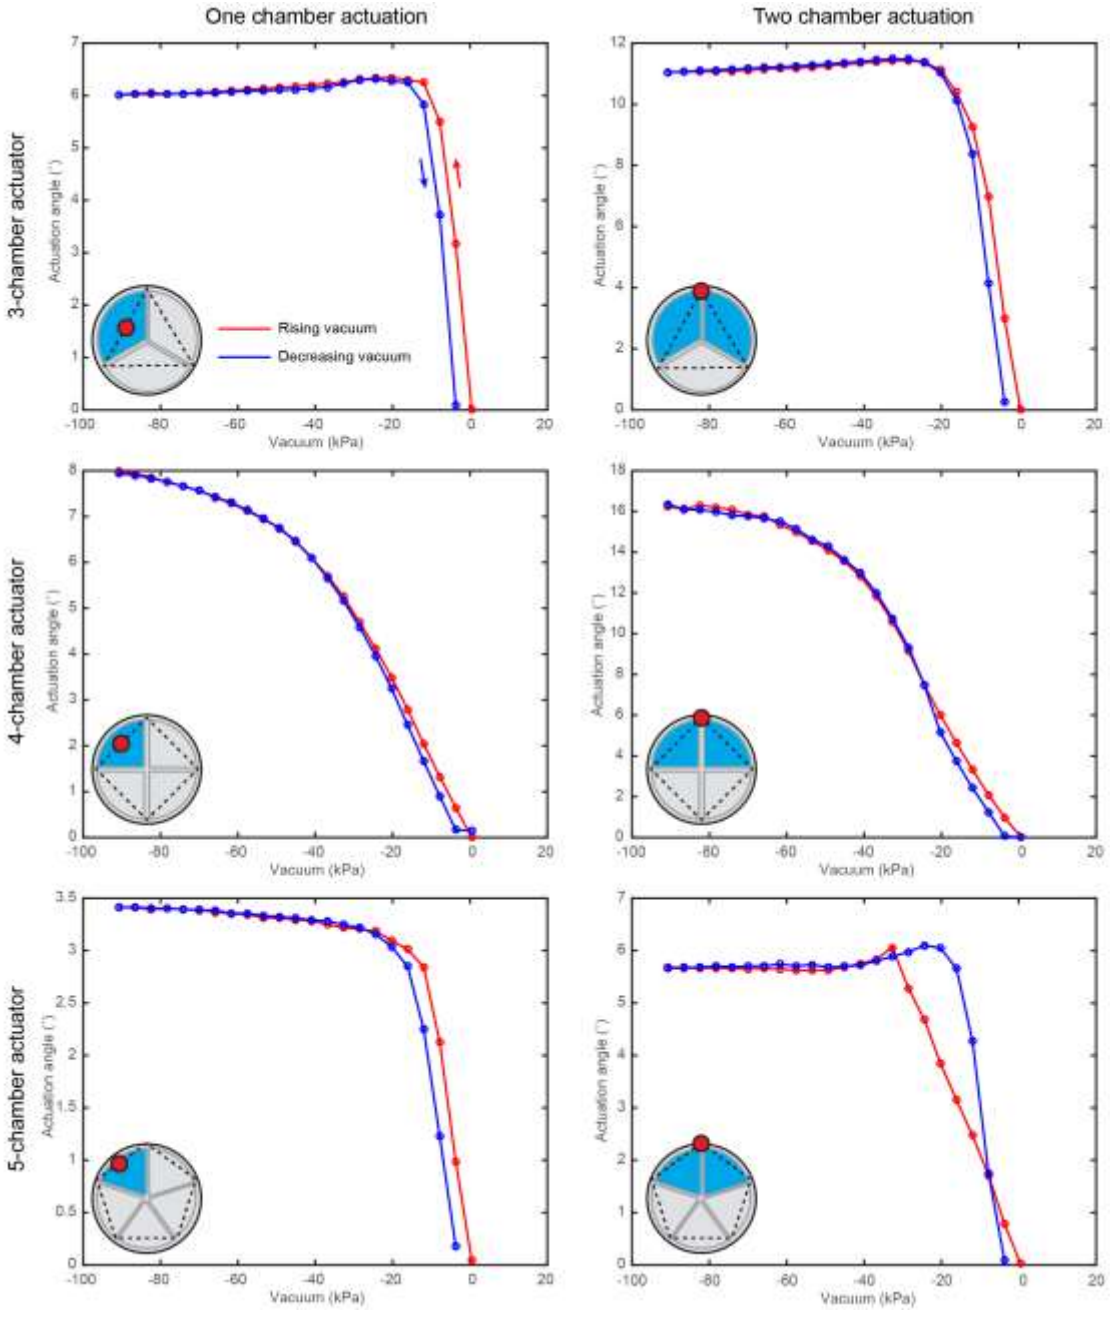 One chamber actuation
Two chamber actuation
3-chamber actuator
7
6
5
4
3
2
1
0
Actuation angle (°)
-100 -80 -60 -40 -20 0 20
Vacuum (kPa)
Rising vacuum
Decreasing vacuum
12
10
8
6
4
2
0
Actuation angle (°)
-100 -80 -60 -40 -20 0 20
Vacuum (kPa)
4-chamber actuator
8
7
6
5
4
3
2
1
0
Actuation angle (°)
-100 -80 -60 -40 -20 0 20
Vacuum (kPa)
18
16
14
12
10
8
6
4
2
0
Actuation angle (°)
-100 -80 -60 -40 -20 0 20
Vacuum (kPa)
5-chamber actuator
3.5
3
2.5
2
1.5
1
0.5
0
Actuation angle (°)
-100 -80 -60 -40 -20 0 20
Vacuum (kPa)
7
6
5
4
3
2
1
0
Actuation angle (°)
-100 -80 -60 -40 -20 0 20
Vacuum (kPa)